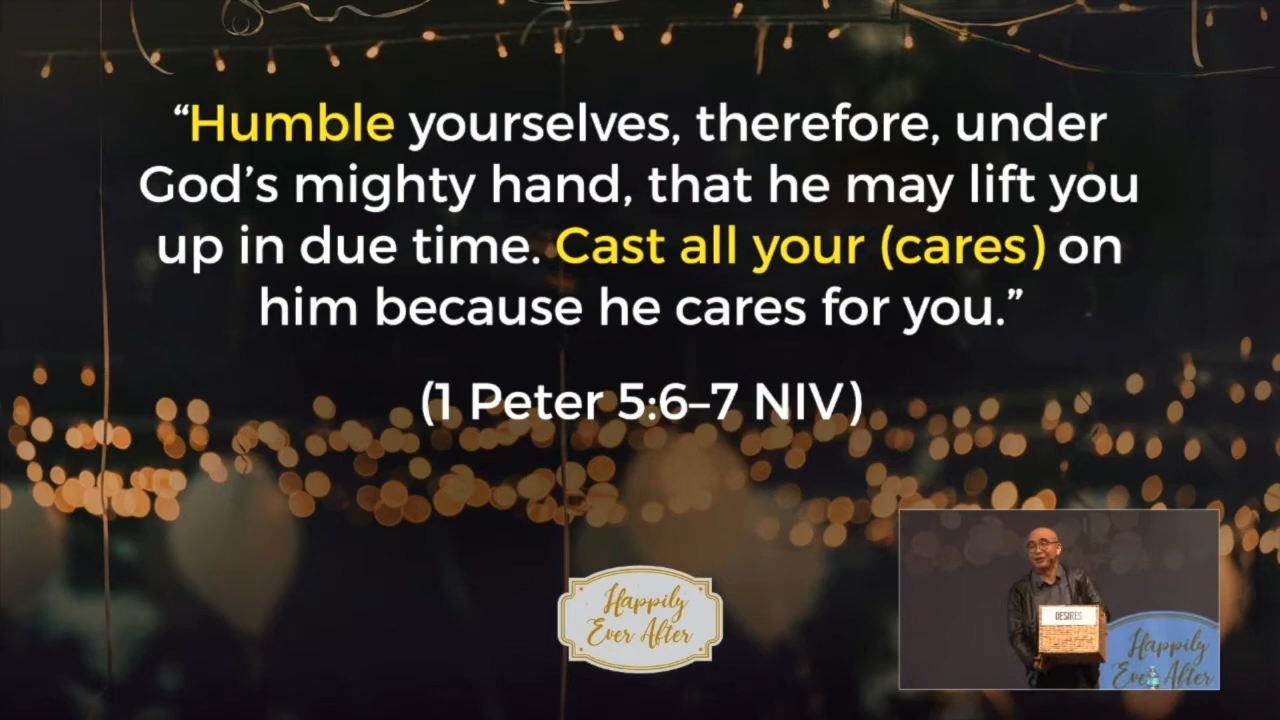 “Humble yourselves, therefore, under
God’s mighty hand, that he may lift you
up in due time. Cast all your (cares) on
him because he cares for you.”
(1 Peter 5:6–7 NIV)
Happily
Ever After
DESIRES
Happily
Ever After